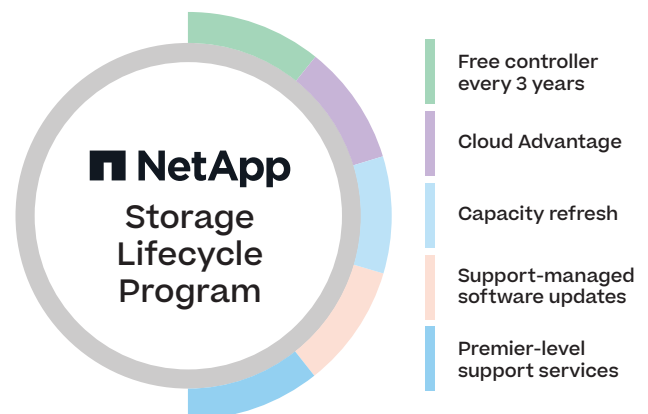 NetApp
Storage
Lifecycle
Program
Free controller
every 3 years
Cloud Advantage
Capacity refresh
Support-managed
software updates
Premier-level
support services